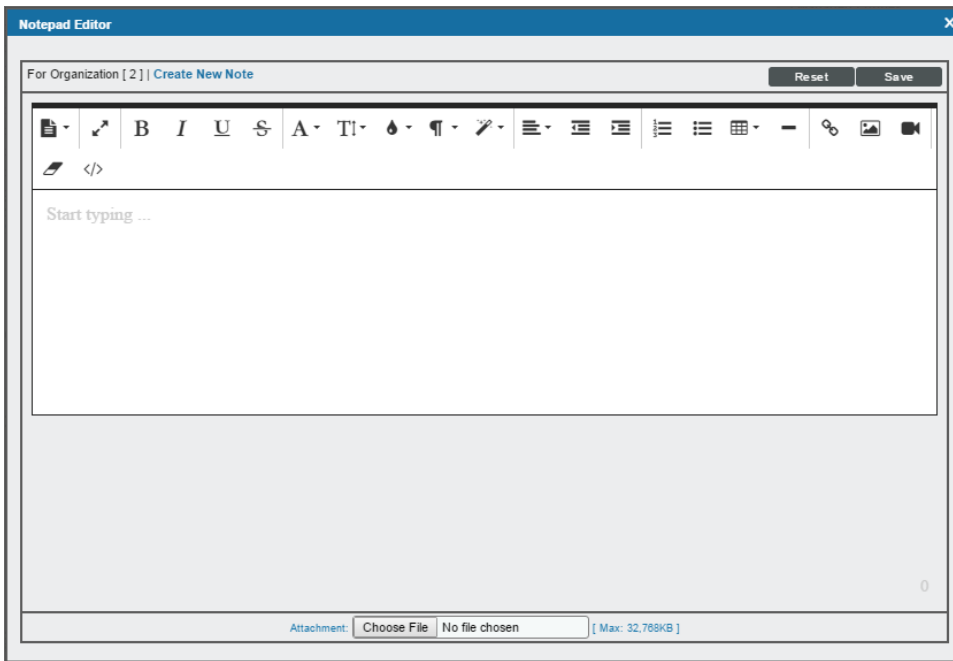 Notepad Editor
For Organization [ 2 ] | Create New Note
Reset
Save
B I U S A T
</>
Start typing ...
0
Attachment: Choose File No file chosen [ Max: 32,768KB ]